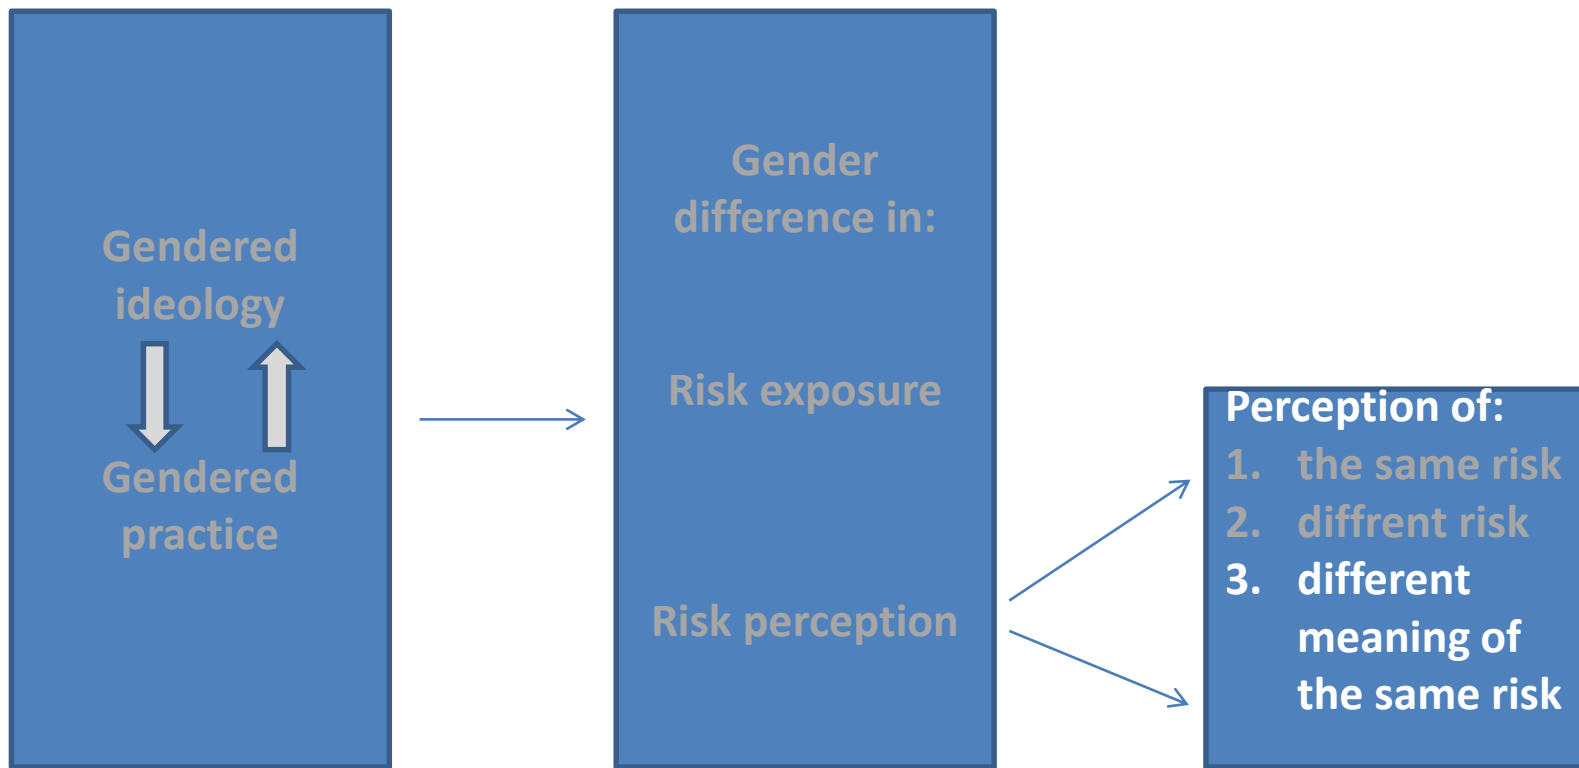 Gendered
ideology
Gendered
practice
Gender
difference in:
Risk exposure
Risk perception
Perception of:
1. the same risk
2. diffrent risk
3. different
meaning of
the same risk